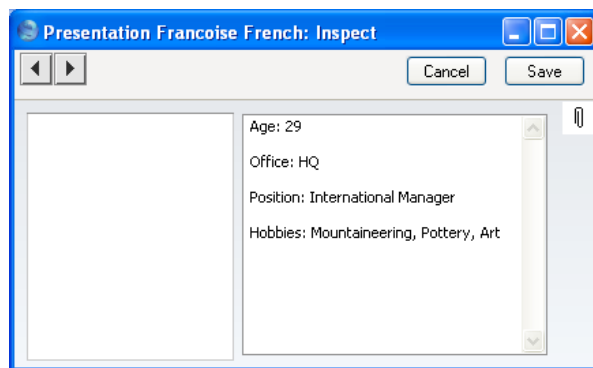 Presentation Francoise French: Inspect
Cancel Save
Age: 29
Office: HQ
Position: International Manager
Hobbies: Mountaineering, Pottery, Art